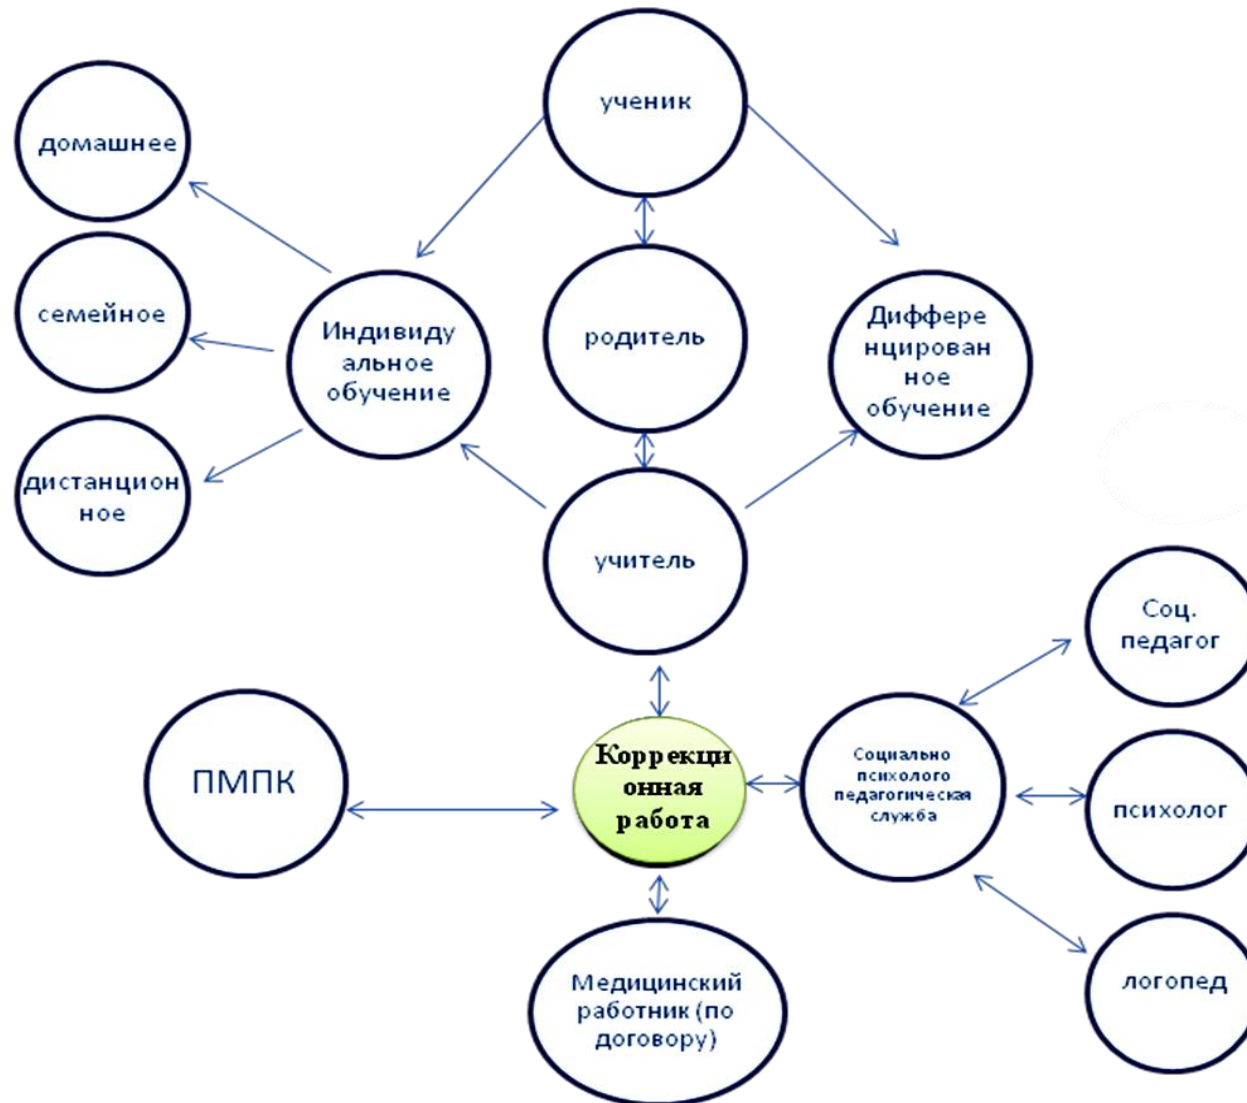 ученик
домашнее
семейное
Индивиду
альное
обучение
родитель
Диффере
нцирован
ное
обучение
дистанцион
ное
учитель
Соц.
педагог
ПМПК
Коррекци
онная
работа
Социально
психолого
педагогическая
служба
психолог
Медицинский
работник (по
договору)
логопед